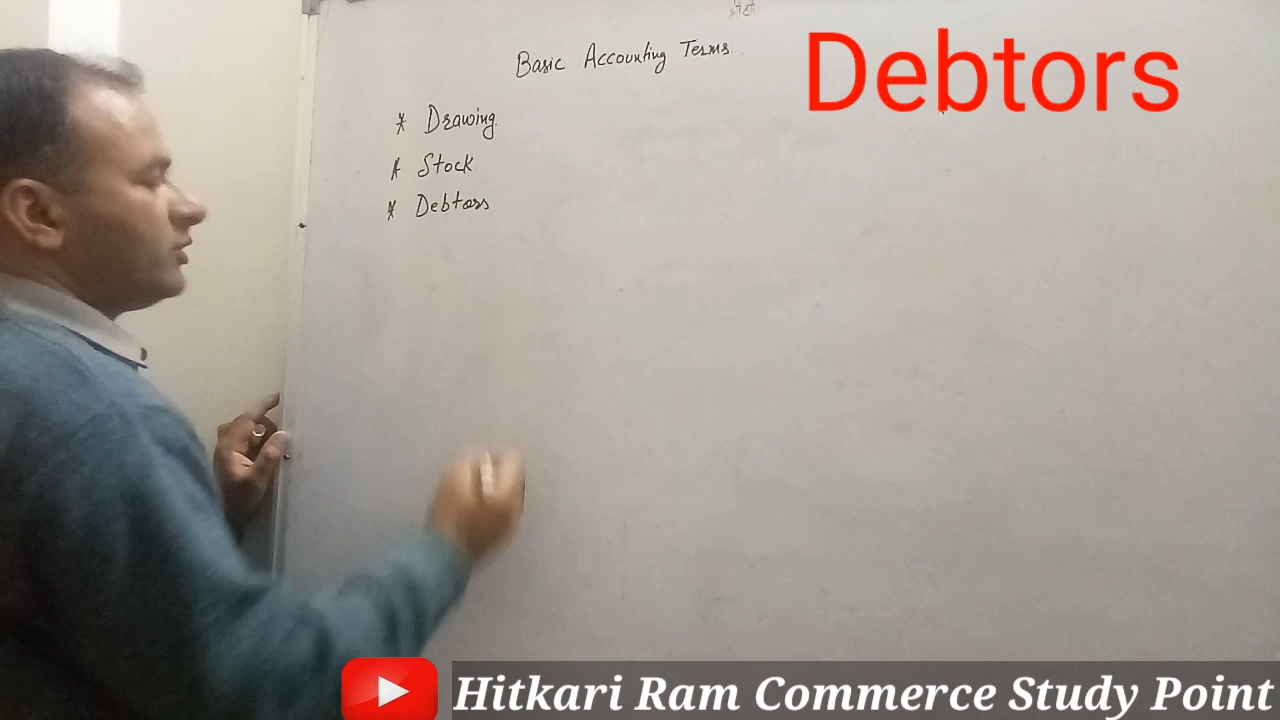 Basic Accounting Terms
Debtors
* Drawing
* Stock
* Debtors
Hitkari Ram Commerce Study Point